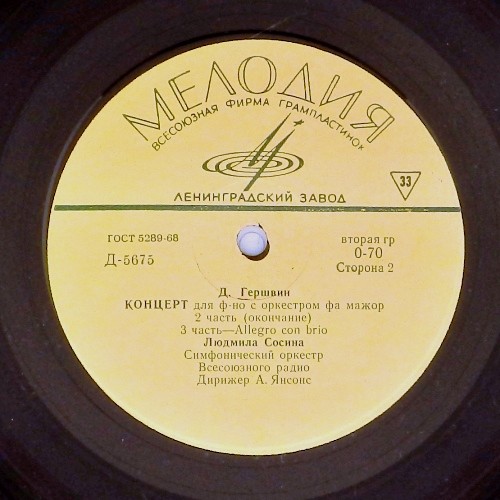 МЕЛОДИЯ
ВСЕСОЮЗНАЯ ФИРМА ГРАМПЛАСТИНОК
ЛЕНИНГРАДСКИЙ ЗАВОД
33
ГОСТ 5289-68
Д-5675
вторая гр
0-70
Сторона 2
Д. Гершвин
КОНЦЕРТ для ф-но с оркестром фа мажор
2 часть (окончание)
3 часть—Allegro con brio
Людмила Сосина
Симфонический оркестр
Всесоюзного радио
Дирижер А. Янсонс